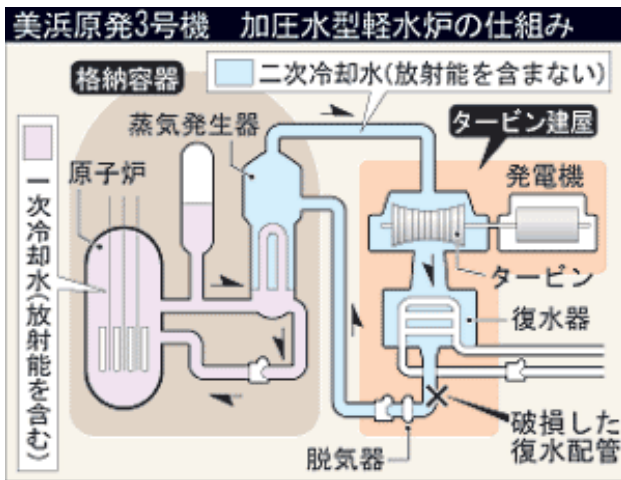 美浜原発3号機　加圧水型軽水炉の仕組み
二次冷却水(放射能を含まない)
格納容器
タービン建屋
蒸気発生器
原子炉
一次冷却水(放射能を含む)
発電機
タービン
復水器
破損した
復水配管
脱気器